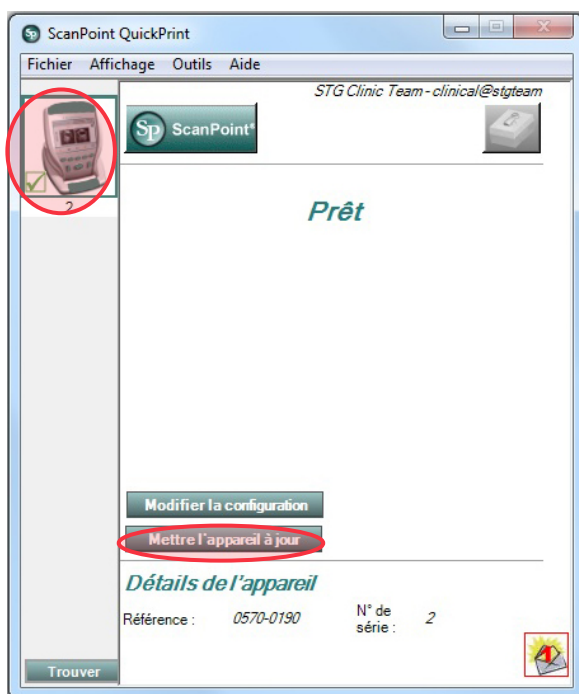 ScanPoint QuickPrint
Fichier Affichage Outils Aide
STG Clinic Team - clinical@stgteam
Sp ScanPoint®
2
Prêt
Modifier la configuration
Mettre l'appareil à jour
Détails de l'appareil
Référence : 0570-0190 N° de série : 2
Trouver